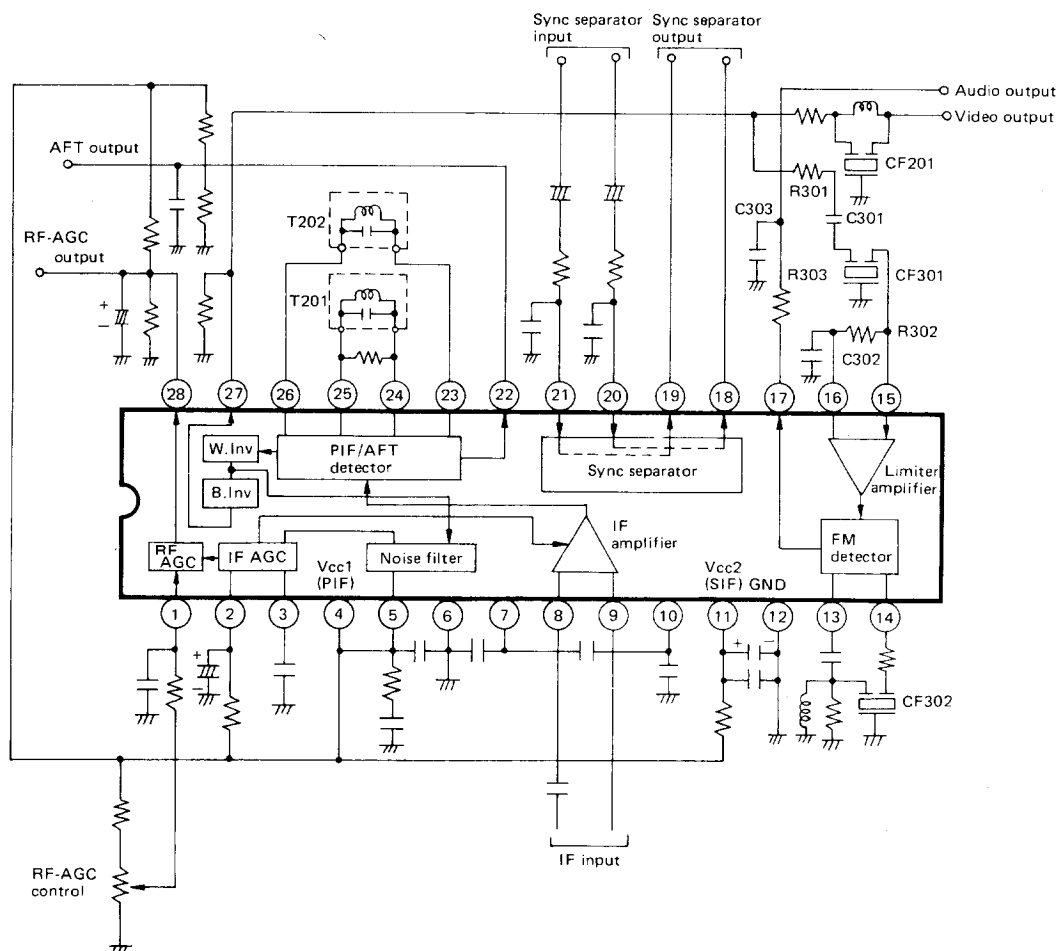 Sync separator
input
Sync separator
output
Audio output
Video output
AFT output
CF201
R301
T202
C303
C301
RF-AGC
output
R303
CF301
T201
+
–
R302
C302
28
27
26
25
24
23
22
21
20
19
18
17
16
15
W.Inv
PIF/AFT
detector
Sync separator
Limiter
amplifier
B.Inv
IF
amplifier
RF
AGC
IF AGC
Noise filter
FM
detector
Vcc1
(PIF)
Vcc2
(SIF) GND
1
2
3
4
5
6
7
8
9
10
11
12
13
14
+
–
+
–
CF302
IF input
RF-AGC
control